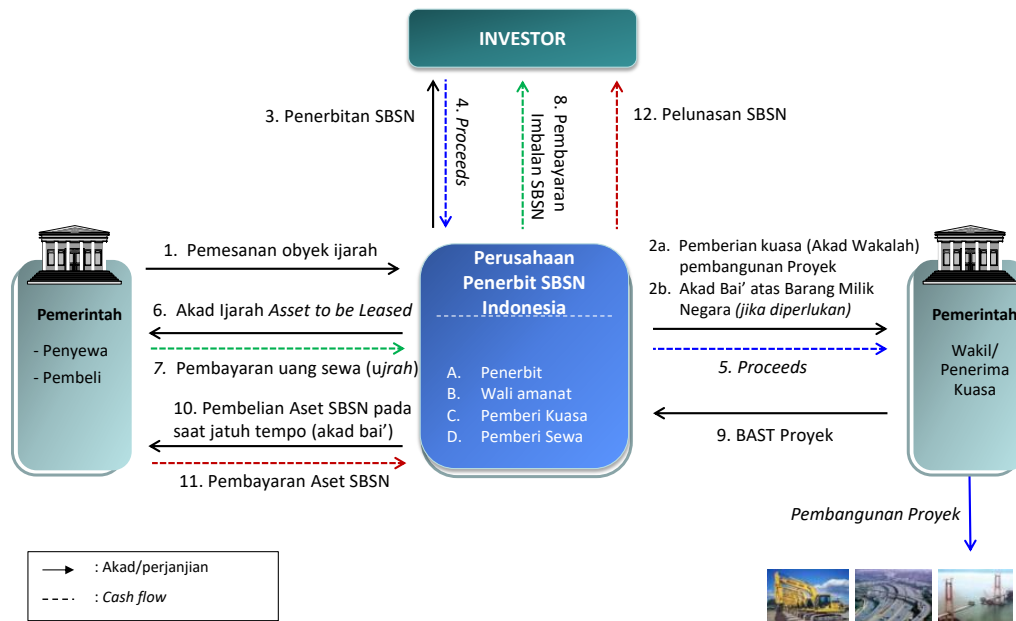 INVESTOR
3. Penerbitan SBSN
4. Proceeds
8. Pembayaran
Imbalan SBSN
12. Pelunasan SBSN
Pemerintah
- Penyewa
- Pembeli
1. Pemesanan obyek ijarah
6. Akad Ijarah Asset to be Leased
7. Pembayaran uang sewa (ujrah)
10. Pembelian Aset SBSN pada
saat jatuh tempo (akad bai’)
11. Pembayaran Aset SBSN
Perusahaan
Penerbit SBSN
Indonesia
A. Penerbit
B. Wali amanat
C. Pemberi Kuasa
D. Pemberi Sewa
2a. Pemberian kuasa (Akad Wakalah)
pembangunan Proyek
2b. Akad Bai’ atas Barang Milik
Negara (jika diperlukan)
5. Proceeds
9. BAST Proyek
Pemerintah
Wakil/
Penerima
Kuasa
Pembangunan Proyek
: Akad/perjanjian
: Cash flow